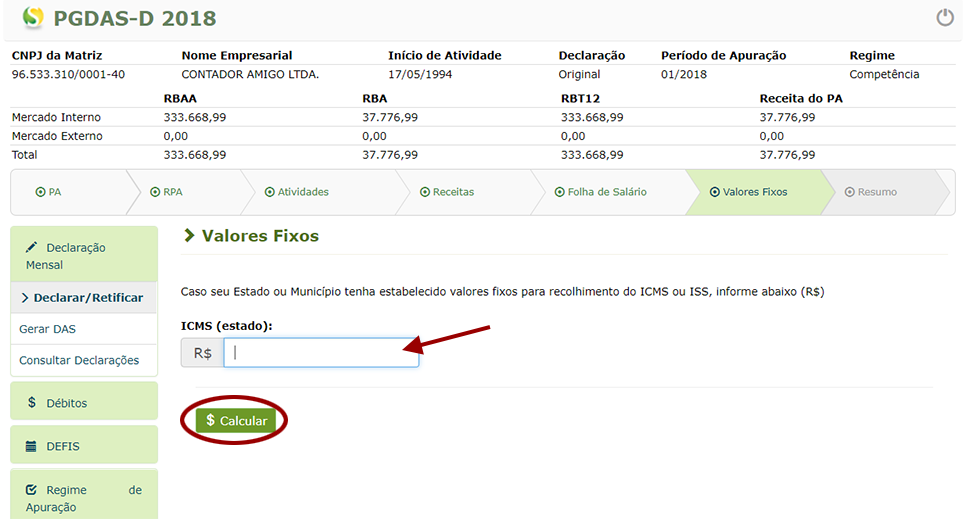 PGDAS-D 2018
CNPJ da Matriz Nome Empresarial Início de Atividade Declaração Período de Apuração Regime
96.533.310/0001-40 CONTADOR AMIGO LTDA. 17/05/1994 Original 01/2018 Competência
RBAA RBA RBT12 Receita do PA
Mercado Interno 333.668,99 37.776,99 333.668,99 37.776,99
Mercado Externo 0,00 0,00 0,00 0,00
Total 333.668,99 37.776,99 333.668,99 37.776,99
PA RPA Atividades Receitas Folha de Salário Valores Fixos Resumo
Declaração
Mensal
Declarar/Retificar
Gerar DAS
Consultar Declarações
$ Débitos
DEFIS
Regime de
Apuração
Valores Fixos
Caso seu Estado ou Município tenha estabelecido valores fixos para recolhimento do ICMS ou ISS, informe abaixo (R$)
ICMS (estado):
R$
$ Calcular